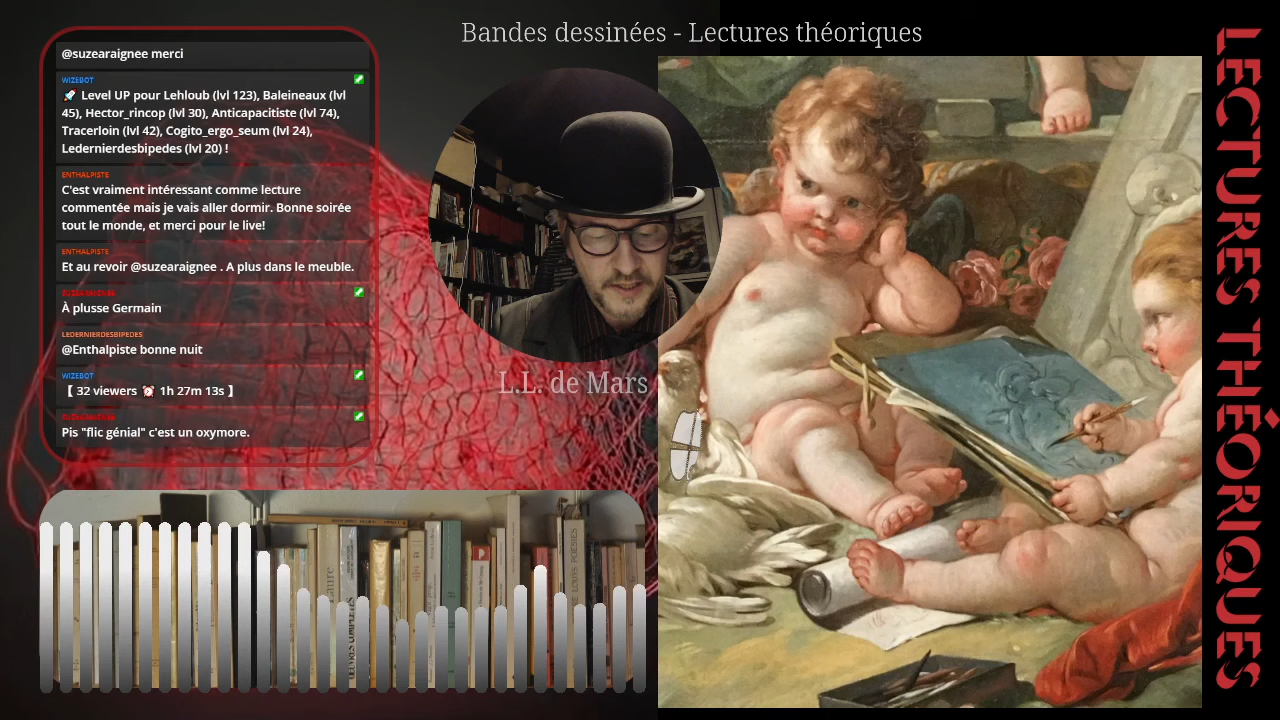 Bandes dessinées - Lectures théoriques
@suzearaignee merci
WIZEBOT
🚀 Level UP pour Lehloub (lvl 123), Baleineaux (lvl
45), Hector_rincop (lvl 30), Anticapacitiste (lvl 74),
Tracerloin (lvl 42), Cogito_ergo_seum (lvl 24),
Ledernierdesbipedes (lvl 20) !
ENTHALPISTE
C'est vraiment intéressant comme lecture
commentée mais je vais aller dormir. Bonne soirée
tout le monde, et merci pour le live!
ENTHALPISTE
Et au revoir @suzearaignee . A plus dans le meuble.
SUZEARAIGNEE
À plusse Germain
LEDERNIERDESBIPEDES
@Enthalpiste bonne nuit
WIZEBOT
【 32 viewers ⏰ 1h 27m 13s 】
SUZEARAIGNEE
Pis "flic génial" c'est un oxymore.
L.L. de Mars
LECTURES THÉORIQUES